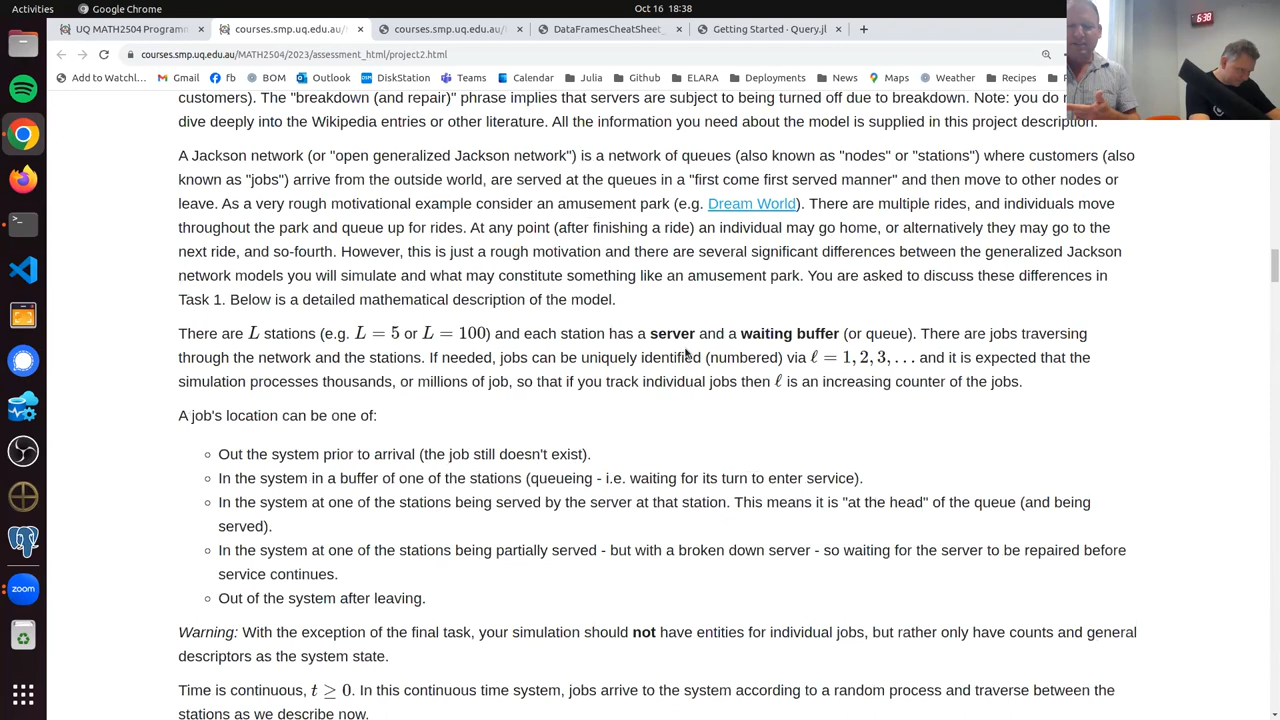 Activities
Google Chrome
Oct 16 18:38
UQ MATH2504 Programm
courses.smp.uq.edu.au/
courses.smp.uq.edu.au/
DataFramesCheatSheet_
Getting Started - Query.jl
courses.smp.uq.edu.au/MATH2504/2023/assessment_html/project2.html
Add to Watchl... Gmail fb BOM Outlook DiskStation Teams Calendar Julia Github ELARA Deployments News Maps Weather Recipes
6:38
customers). The "breakdown (and repair)" phrase implies that servers are subject to being turned off due to breakdown. Note: you do
dive deeply into the Wikipedia entries or other literature. All the information you need about the model is supplied in this project description.
A Jackson network (or "open generalized Jackson network") is a network of queues (also known as "nodes" or "stations") where customers (also
known as "jobs") arrive from the outside world, are served at the queues in a "first come first served manner" and then move to other nodes or
leave. As a very rough motivational example consider an amusement park (e.g. Dream World). There are multiple rides, and individuals move
throughout the park and queue up for rides. At any point (after finishing a ride) an individual may go home, or alternatively they may go to the
next ride, and so-fourth. However, this is just a rough motivation and there are several significant differences between the generalized Jackson
network models you will simulate and what may constitute something like an amusement park. You are asked to discuss these differences in
Task 1. Below is a detailed mathematical description of the model.
There are L stations (e.g. L = 5 or L = 100) and each station has a server and a waiting buffer (or queue). There are jobs traversing
through the network and the stations. If needed, jobs can be uniquely identified (numbered) via ℓ = 1, 2, 3, . . . and it is expected that the
simulation processes thousands, or millions of job, so that if you track individual jobs then ℓ is an increasing counter of the jobs.
A job's location can be one of:
Out the system prior to arrival (the job still doesn't exist).
In the system in a buffer of one of the stations (queueing - i.e. waiting for its turn to enter service).
In the system at one of the stations being served by the server at that station. This means it is "at the head" of the queue (and being
served).
In the system at one of the stations being partially served - but with a broken down server - so waiting for the server to be repaired before
service continues.
Out of the system after leaving.
Warning: With the exception of the final task, your simulation should not have entities for individual jobs, but rather only have counts and general
descriptors as the system state.
Time is continuous, t ≥ 0. In this continuous time system, jobs arrive to the system according to a random process and traverse between the
stations as we describe now.
zoom